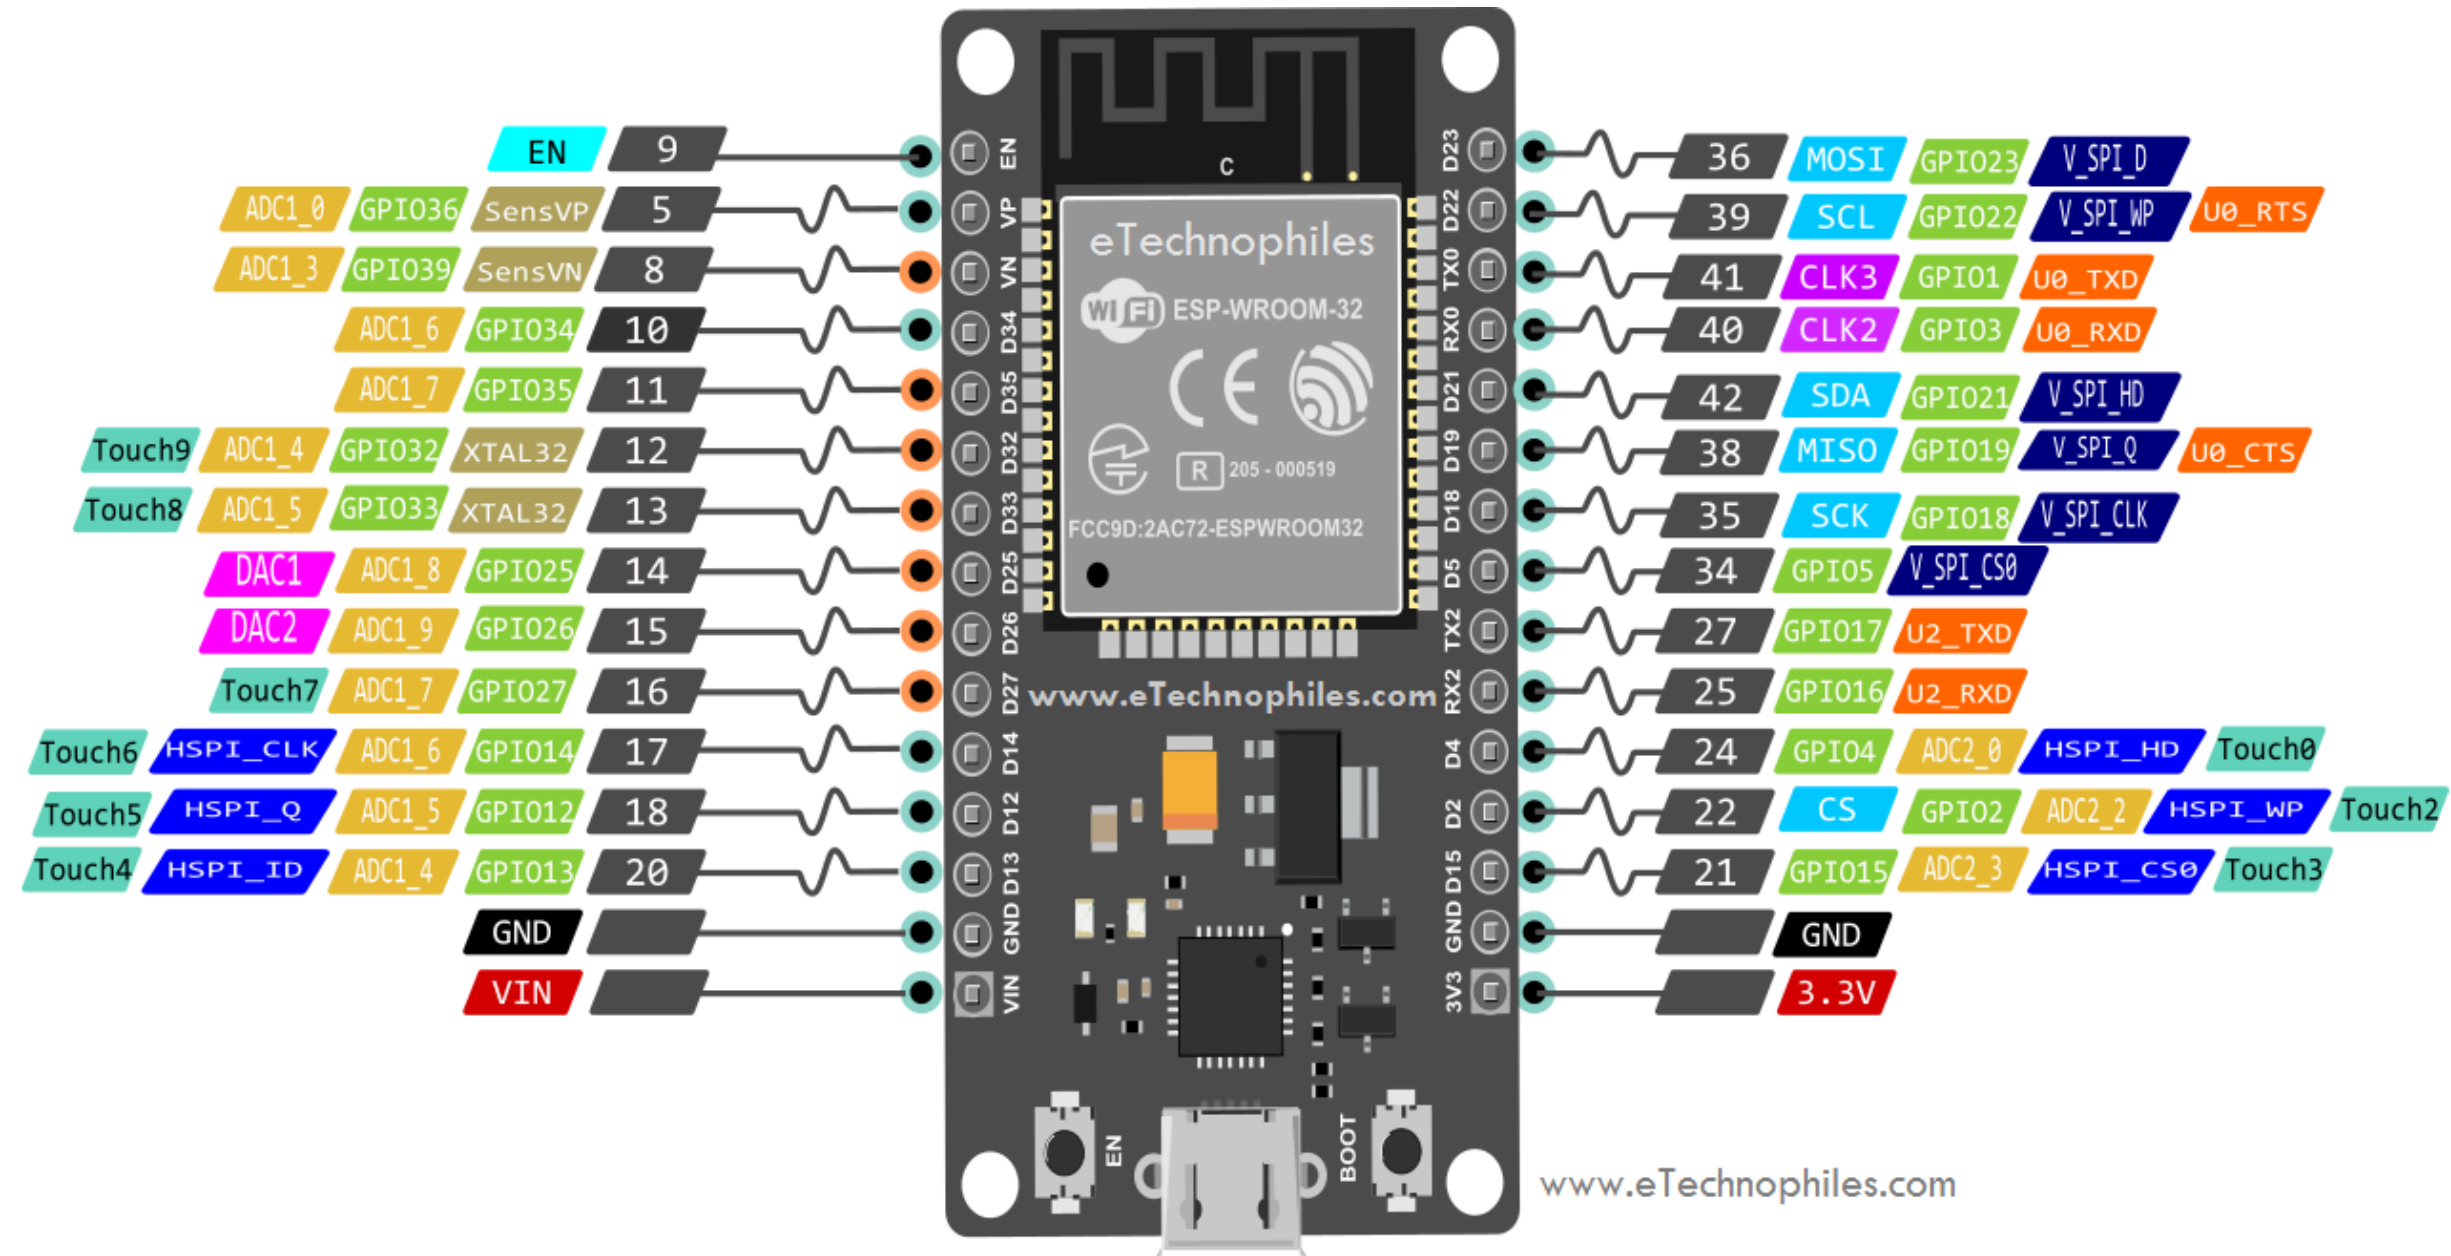 EN 9
ADC1_0 GPIO36 SensVP 5
ADC1_3 GPIO39 SensVN 8
ADC1_6 GPIO34 10
ADC1_7 GPIO35 11
Touch9 ADC1_4 GPIO32 XTAL32 12
Touch8 ADC1_5 GPIO33 XTAL32 13
DAC1 ADC1_8 GPIO25 14
DAC2 ADC1_9 GPIO26 15
Touch7 ADC1_7 GPIO27 16
Touch6 HSPI_CLK ADC1_6 GPIO14 17
Touch5 HSPI_Q ADC1_5 GPIO12 18
Touch4 HSPI_ID ADC1_4 GPIO13 20
GND
VIN
EN
VP
VN
D34
D35
D32
D33
D25
D26
D27
D14
D12
D13
GND
VIN
C
eTechnophiles
WiFi ESP-WROOM-32
CE
R 205 - 000519
FCC9D:2AC72-ESPWROOM32
www.eTechnophiles.com
EN
BOOT
D23
D22
TX0
RX0
D21
D19
D18
D5
TX2
RX2
D4
D2
D15
GND
3V3
36 MOSI GPIO23 V_SPI_D
39 SCL GPIO22 V_SPI_WP U0_RTS
41 CLK3 GPIO1 U0_TXD
40 CLK2 GPIO3 U0_RXD
42 SDA GPIO21 V_SPI_HD
38 MISO GPIO19 V_SPI_Q U0_CTS
35 SCK GPIO18 V_SPI_CLK
34 GPIO5 V_SPI_CS0
27 GPIO17 U2_TXD
25 GPIO16 U2_RXD
24 GPIO4 ADC2_0 HSPI_HD Touch0
22 CS GPIO2 ADC2_2 HSPI_WP Touch2
21 GPIO15 ADC2_3 HSPI_CS0 Touch3
GND
3.3V
www.eTechnophiles.com